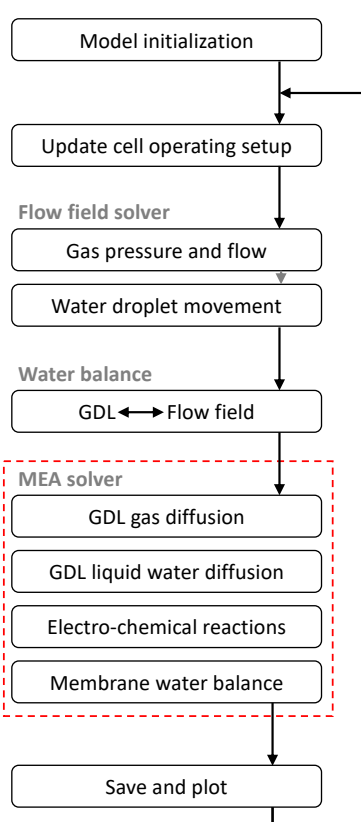 Model initialization
Update cell operating setup
Flow field solver
Gas pressure and flow
Water droplet movement
Water balance
GDL Flow field
MEA solver
GDL gas diffusion
GDL liquid water diffusion
Electro-chemical reactions
Membrane water balance
Save and plot